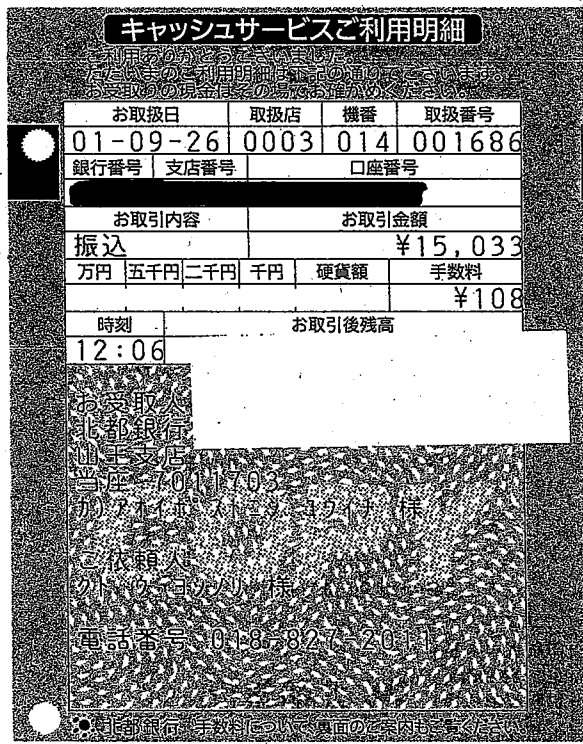 キャッシュサービスご利用明細
ご利用ありがとうございました。
ただいまのご利用明細は下記の通りでございます。
お受取りの現金はその場でお確かめください。
お取扱日 取扱店 機番 取扱番号
01-09-26 0003 014 001686
銀行番号 支店番号 口座番号
お取引内容 お取引金額
振込 ¥15,033
万円 五千円 二千円 千円 硬貨額 手数料
¥108
時刻 お取引後残高
12:06
お受取人
北都銀行
山王支店
当座 7011703
様
ご依頼人
様
電話番号 018-827-2011
北都銀行 手数料について、裏面のご案内もご覧ください